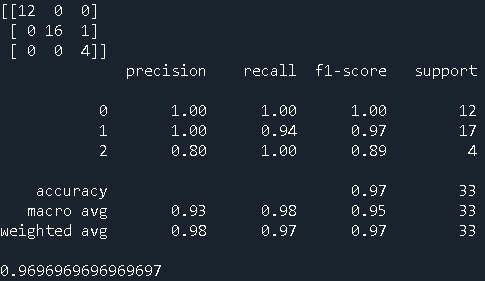 [[12  0  0]
 [ 0 16  1]
 [ 0  0  4]]
              precision    recall  f1-score   support

           0       1.00      1.00      1.00        12
           1       1.00      0.94      0.97        17
           2       0.80      1.00      0.89         4

    accuracy                           0.97        33
   macro avg       0.93      0.98      0.95        33
weighted avg       0.98      0.97      0.97        33

0.9696969696969697